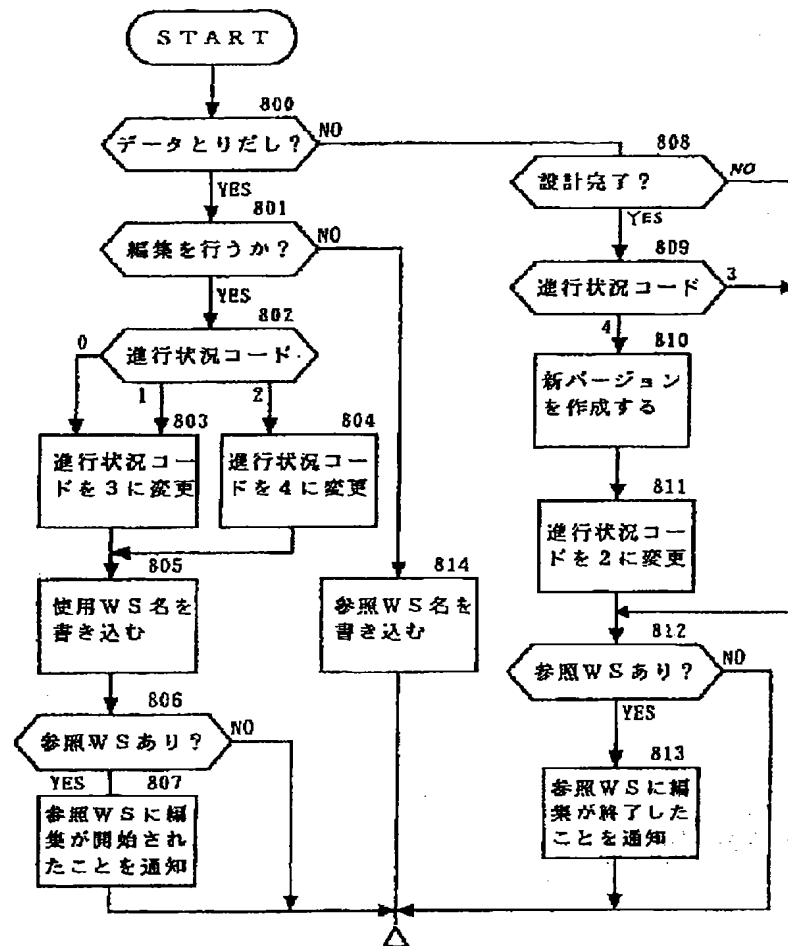 START
800
データとりだし？
NO
YES
801
編集を行うか？
NO
YES
802
進行状況コード
0
1
2
803
進行状況コー
ドを3に変更
804
進行状況コー
ドを4に変更
805
使用WS名を
書き込む
814
参照WS名を
書き込む
806
参照WSあり？
NO
YES
807
参照WSに編
集が開始され
たことを通知
808
設計完了？
NO
YES
809
進行状況コード
3
4
810
新バージョン
を作成する
811
進行状況コー
ドを2に変更
812
参照WSあり？
NO
YES
813
参照WSに編
集が終了した
ことを通知